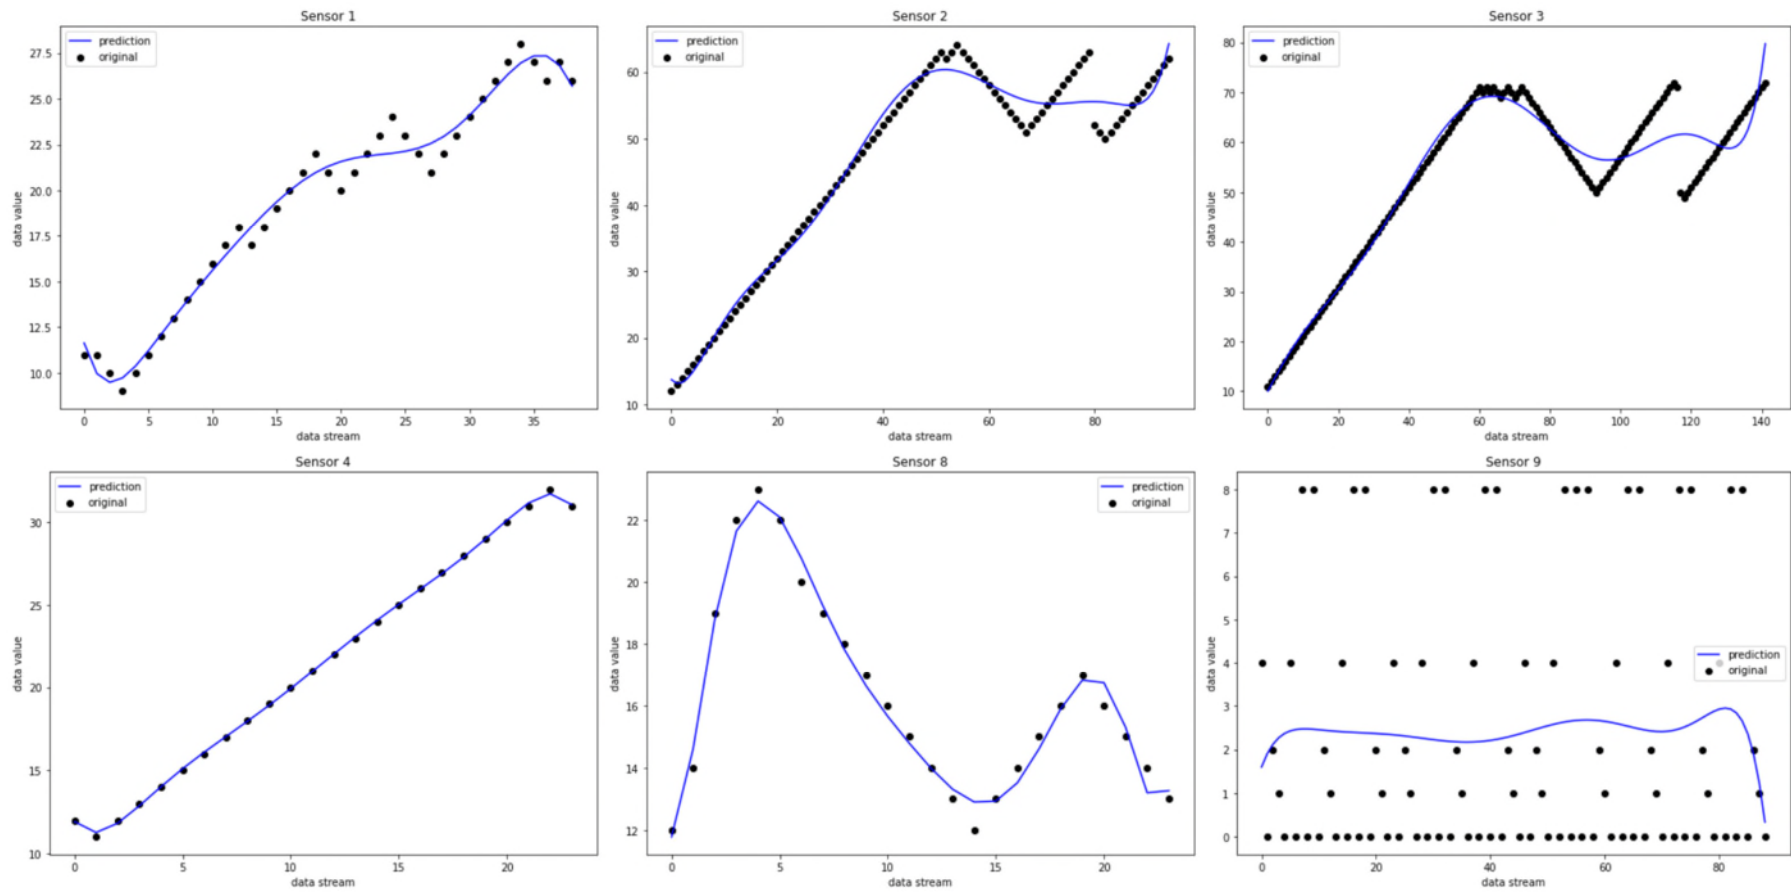 Sensor 1
prediction
original
27.5
25.0
22.5
20.0
17.5
15.0
12.5
10.0
data value
0 5 10 15 20 25 30 35
data stream
Sensor 2
prediction
original
60
50
40
30
20
10
data value
0 20 40 60 80
data stream
Sensor 3
prediction
original
80
70
60
50
40
30
20
10
data value
0 20 40 60 80 100 120 140
data stream
Sensor 4
prediction
original
30
25
20
15
10
data value
0 5 10 15 20
data stream
Sensor 8
prediction
original
22
20
18
16
14
12
data value
0 5 10 15 20
data stream
Sensor 9
8
7
6
5
4
3
2
1
0
data value
prediction
original
0 20 40 60 80
data stream